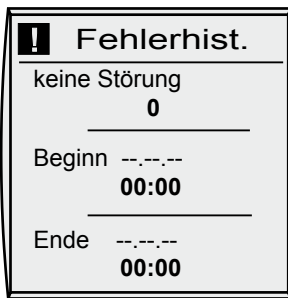 ! Fehlerhist.
keine Störung
0
Beginn --.--.--
00:00
Ende --.--.--
00:00